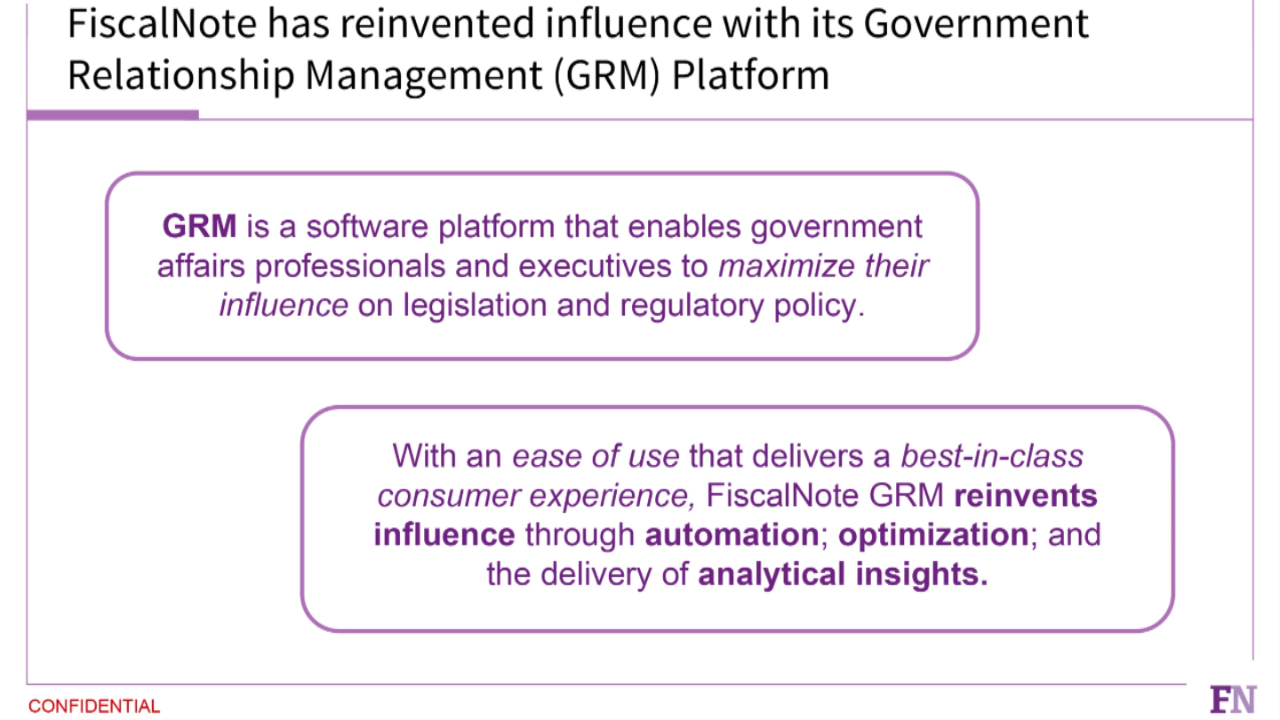 FiscalNote has reinvented influence with its Government
Relationship Management (GRM) Platform
GRM is a software platform that enables government
affairs professionals and executives to maximize their
influence on legislation and regulatory policy.
With an ease of use that delivers a best-in-class
consumer experience, FiscalNote GRM reinvents
influence through automation; optimization; and
the delivery of analytical insights.
CONFIDENTIAL
FN